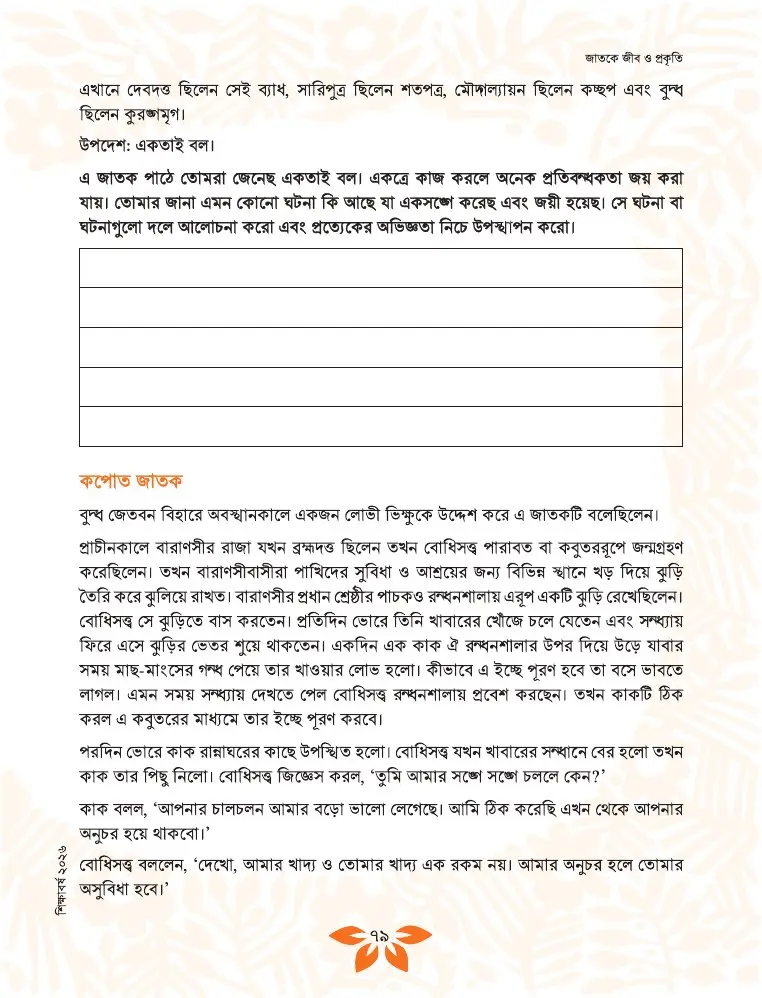 জাতকে জীব ও প্রকৃতি
এখানে দেবদত্ত ছিলেন সেই ব্যাধ, সারিপুত্র ছিলেন শতপত্র, মৌদ্গল্যায়ন ছিলেন কচ্ছপ এবং বুদ্ধ
ছিলেন কুরঙ্গমৃগ।
উপদেশ: একতাই বল।
এ জাতক পাঠে তোমরা জেনেছ একতাই বল। একত্রে কাজ করলে অনেক প্রতিবন্ধকতা জয় করা
যায়। তোমার জানা এমন কোনো ঘটনা কি আছে যা একসঙ্গে করেছ এবং জয়ী হয়েছ। সে ঘটনা বা
ঘটনাগুলো দলে আলোচনা করো এবং প্রত্যেকের অভিজ্ঞতা নিচে উপস্থাপন করো।
কপোত জাতক
বুদ্ধ জেতবন বিহারে অবস্থানকালে একজন লোভী ভিক্ষুকে উদ্দেশ করে এ জাতকটি বলেছিলেন।
প্রাচীনকালে বারাণসীর রাজা যখন ব্রহ্মদত্ত ছিলেন তখন বোধিসত্ত্ব পারাবত বা কবুতররূপে জন্মগ্রহণ
করেছিলেন। তখন বারাণসীবাসীরা পাখিদের সুবিধা ও আশ্রয়ের জন্য বিভিন্ন স্থানে খড় দিয়ে ঝুড়ি
তৈরি করে ঝুলিয়ে রাখত। বারাণসীর প্রধান শ্রেষ্ঠীর পাচকও রন্ধনশালায় এরূপ একটি ঝুড়ি রেখেছিলেন।
বোধিসত্ত্ব সে ঝুড়িতে বাস করতেন। প্রতিদিন ভোরে তিনি খাবারের খোঁজে চলে যেতেন এবং সন্ধ্যায়
ফিরে এসে ঝুড়ির ভেতর শুয়ে থাকতেন। একদিন এক কাক ঐ রন্ধনশালার উপর দিয়ে উড়ে যাবার
সময় মাছ-মাংসের গন্ধ পেয়ে তার খাওয়ার লোভ হলো। কীভাবে এ ইচ্ছে পূরণ হবে তা বসে ভাবতে
লাগল। এমন সময় সন্ধ্যায় দেখতে পেল বোধিসত্ত্ব রন্ধনশালায় প্রবেশ করছেন। তখন কাকটি ঠিক
করল এ কবুতরের মাধ্যমে তার ইচ্ছে পূরণ করবে।
পরদিন ভোরে কাক রান্নাঘরের কাছে উপস্থিত হলো। বোধিসত্ত্ব যখন খাবারের সন্ধানে বের হলো তখন
কাক তার পিছু নিলো। বোধিসত্ত্ব জিজ্ঞেস করল, ‘তুমি আমার সঙ্গে সঙ্গে চললে কেন?’
কাক বলল, ‘আপনার চালচলন আমার বড়ো ভালো লেগেছে। আমি ঠিক করেছি এখন থেকে আপনার
অনুচর হয়ে থাকবো।’
বোধিসত্ত্ব বললেন, ‘দেখো, আমার খাদ্য ও তোমার খাদ্য এক রকম নয়। আমার অনুচর হলে তোমার
অসুবিধা হবে।’
শিক্ষাবর্ষ ২০২৬
৭৯